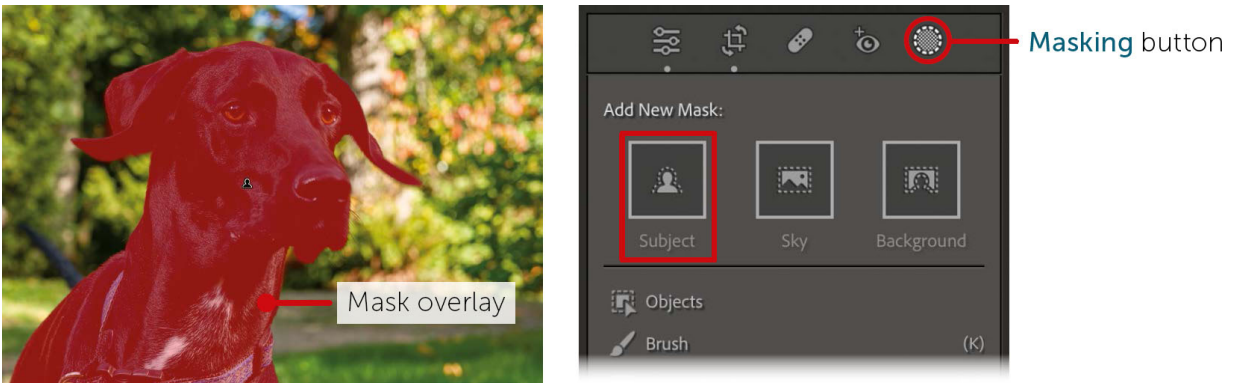 Mask overlay
Masking button
Add New Mask:
Subject
Sky
Background
Objects
Brush (K)